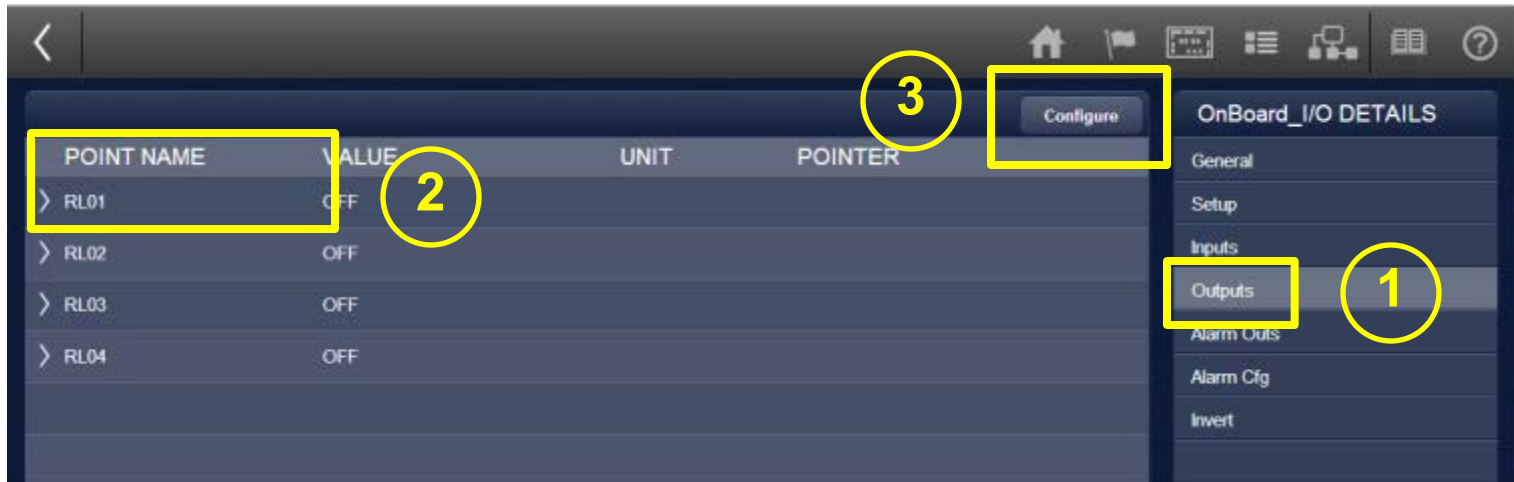 3
Configure
OnBoard_I/O DETAILS
POINT NAME VALUE UNIT POINTER
General
RL01 OFF
2
Setup
RL02 OFF
Inputs
RL03 OFF
Outputs
1
Alarm Outs
RL04 OFF
Alarm Cfg
Invert